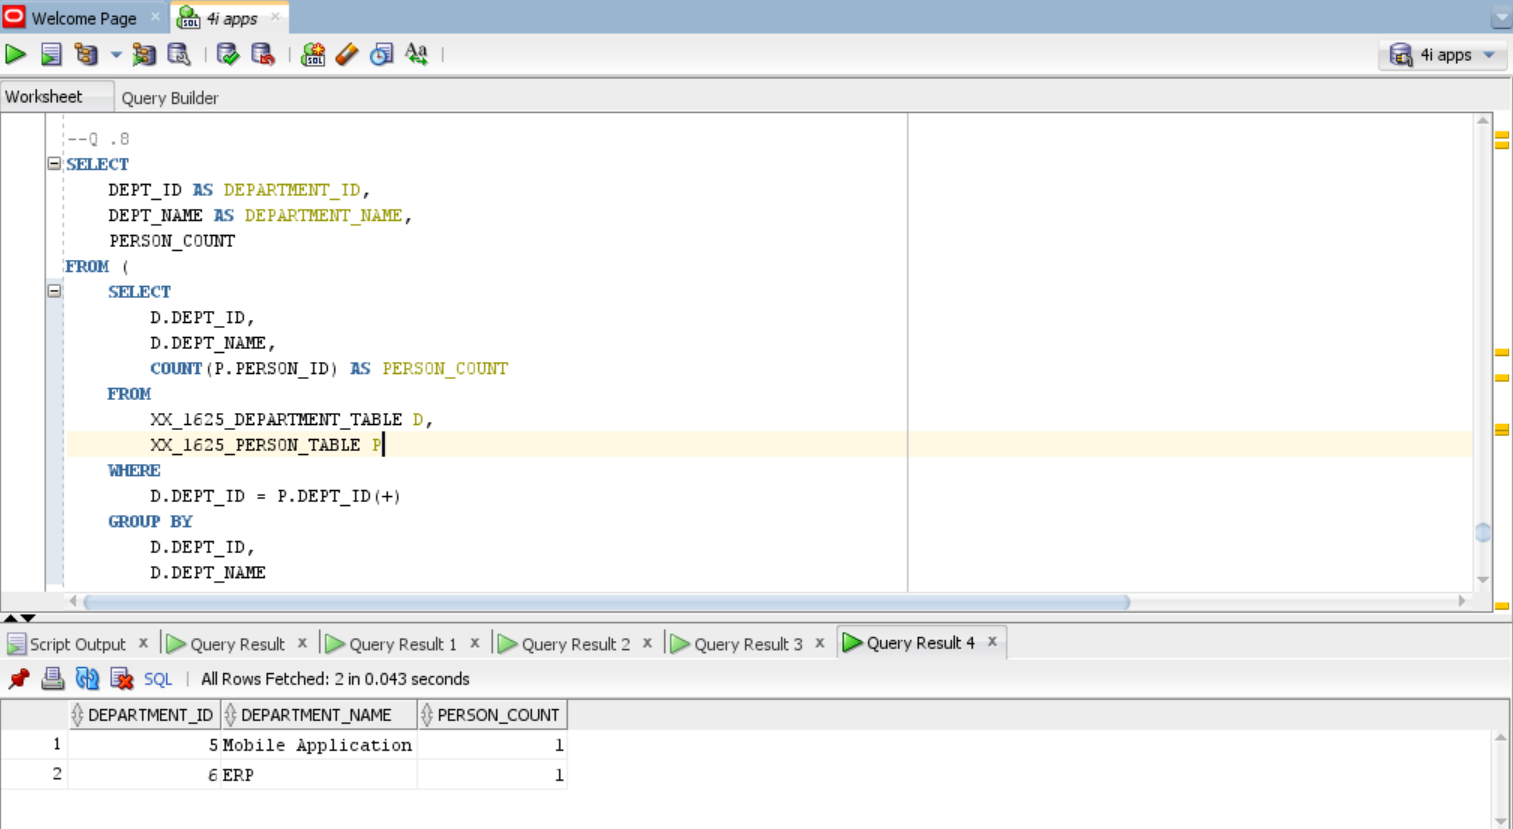 Welcome Page
4i apps
4i apps
Worksheet
Query Builder
--Q .8
SELECT
DEPT_ID AS DEPARTMENT_ID,
DEPT_NAME AS DEPARTMENT_NAME,
PERSON_COUNT
FROM (
SELECT
D.DEPT_ID,
D.DEPT_NAME,
COUNT(P.PERSON_ID) AS PERSON_COUNT
FROM
XX_1625_DEPARTMENT_TABLE D,
XX_1625_PERSON_TABLE P
WHERE
D.DEPT_ID = P.DEPT_ID(+)
GROUP BY
D.DEPT_ID,
D.DEPT_NAME
Script Output x Query Result x Query Result 1 x Query Result 2 x Query Result 3 x Query Result 4 x
SQL | All Rows Fetched: 2 in 0.043 seconds
DEPARTMENT_ID DEPARTMENT_NAME PERSON_COUNT
1 5 Mobile Application 1
2 6 ERP 1